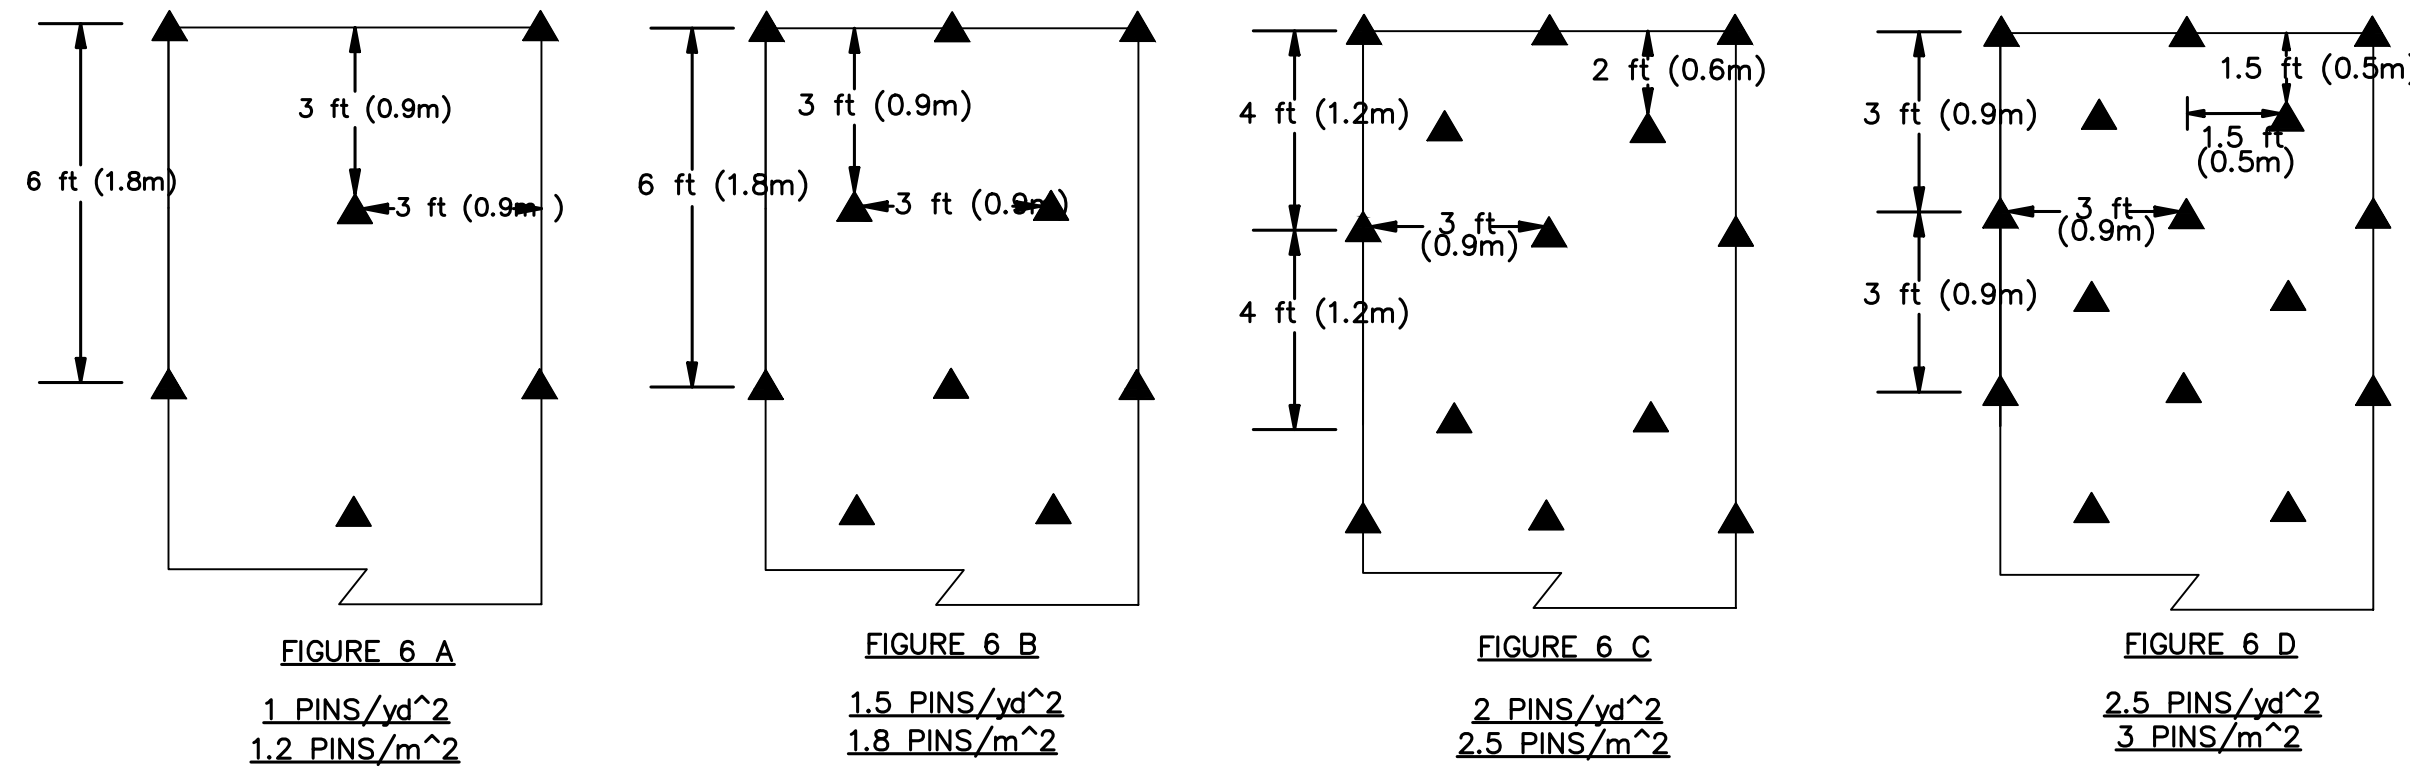 3 ft (0.9m)
6 ft (1.8m)
3 ft (0.9m )
FIGURE 6 A
1 PINS/yd^2
1.2 PINS/m^2
3 ft (0.9m)
6 ft (1.8m)
3 ft (0.9m)
FIGURE 6 B
1.5 PINS/yd^2
1.8 PINS/m^2
2 ft (0.6m)
4 ft (1.2m)
3 ft
(0.9m)
4 ft (1.2m)
FIGURE 6 C
2 PINS/yd^2
2.5 PINS/m^2
1.5 ft (0.5m)
3 ft (0.9m)
1.5 ft
(0.5m)
3 ft
(0.9m)
3 ft (0.9m)
FIGURE 6 D
2.5 PINS/yd^2
3 PINS/m^2